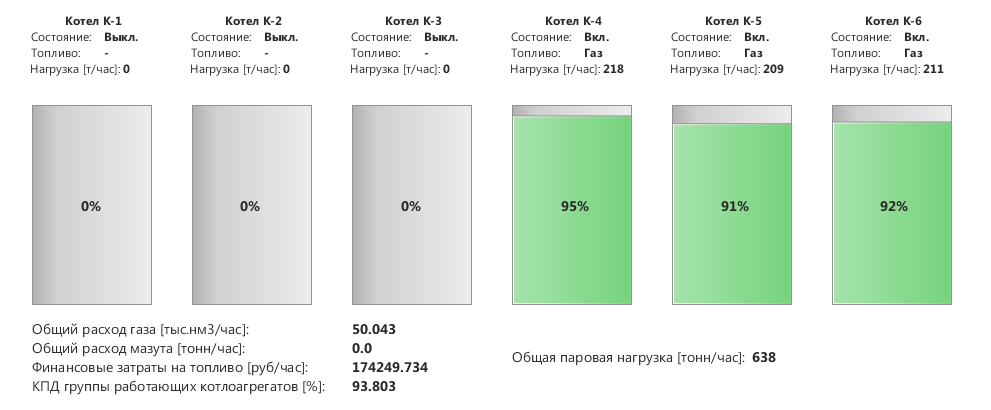 Котел К-1 Котел К-2 Котел К-3 Котел К-4 Котел К-5 Котел К-6
Состояние: Выкл. Состояние: Выкл. Состояние: Выкл. Состояние: Вкл. Состояние: Вкл. Состояние: Вкл.
Топливо: - Топливо: - Топливо: - Топливо: Газ Топливо: Газ Топливо: Газ
Нагрузка [т/час]: 0 Нагрузка [т/час]: 0 Нагрузка [т/час]: 0 Нагрузка [т/час]: 218 Нагрузка [т/час]: 209 Нагрузка [т/час]: 211
0% 0% 0% 95% 91% 92%
Общий расход газа [тыс.нм3/час]: 50.043
Общий расход мазута [тонн/час]: 0.0
Финансовые затраты на топливо [руб/час]: 174249.734
КПД группы работающих котлоагрегатов [%]: 93.803
Общая паровая нагрузка [тонн/час]: 638